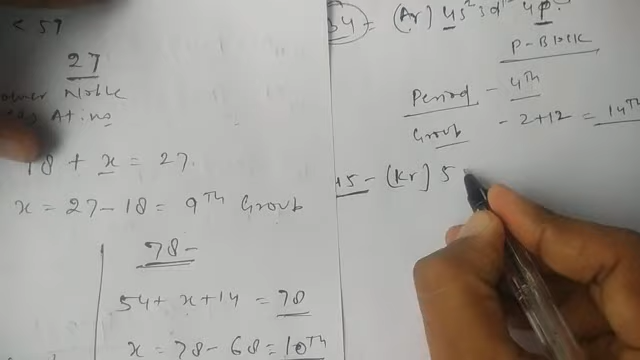 < 57
27
Noble
At. no
18 + x = 27.
x = 27 - 18 = 9Th Group
78 -
54 + x + 14 = 78
x = 78 - 68 = 10Th
34 = (Ar) 4s² 3d¹⁰ 4p
P-Block
Period - 4Th
Group - 2+12 = 14Th
45 - (Kr] 5